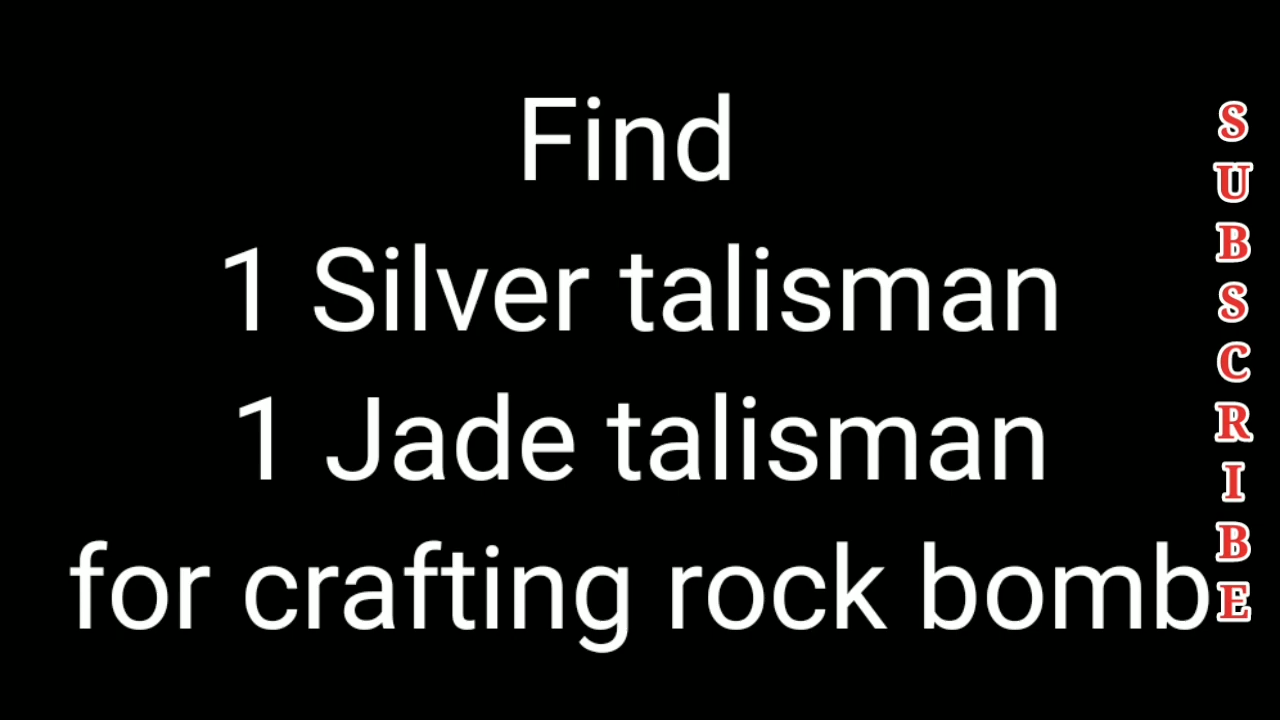 Find
1 Silver talisman
1 Jade talisman
for crafting rock bomb
SUBSCRIBE